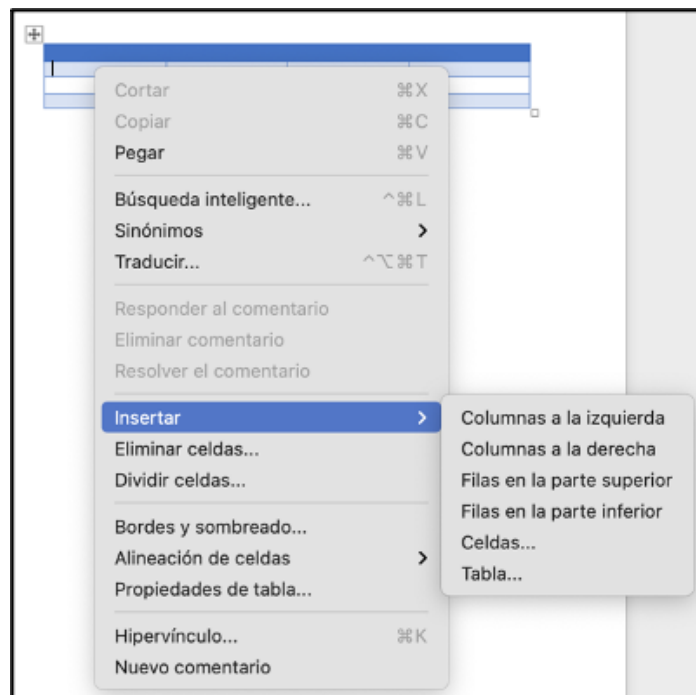 Cortar ⌘X
Copiar ⌘C
Pegar ⌘V
Búsqueda inteligente... ^⌘L
Sinónimos
Traducir... ^⌥⌘T
Responder al comentario
Eliminar comentario
Resolver el comentario
Insertar
Eliminar celdas...
Dividir celdas...
Bordes y sombreado...
Alineación de celdas
Propiedades de tabla...
Hipervínculo... ⌘K
Nuevo comentario
Columnas a la izquierda
Columnas a la derecha
Filas en la parte superior
Filas en la parte inferior
Celdas...
Tabla...